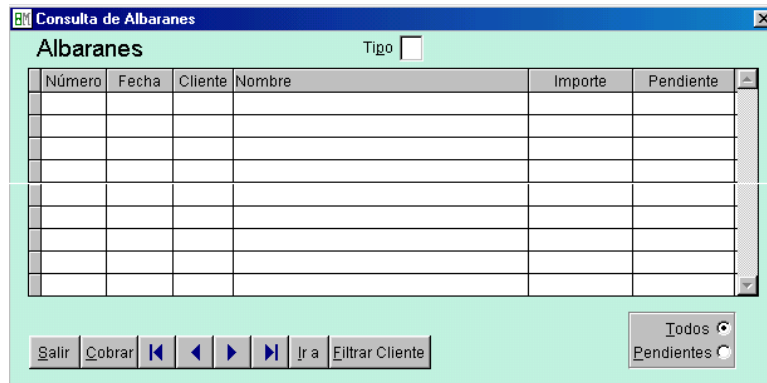 BM Consulta de Albaranes
Albaranes Tipo
Número Fecha Cliente Nombre Importe Pendiente
Todos
Salir Cobrar Ir a Filtrar Cliente Pendientes